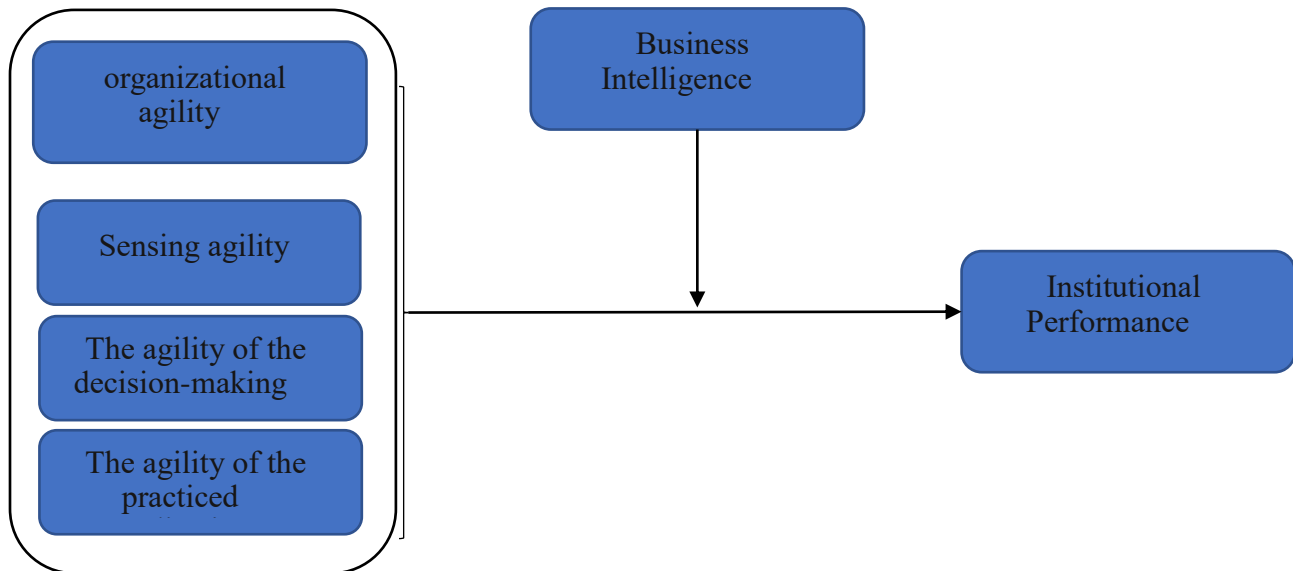 organizational
agility
Business
Intelligence
Sensing agility
Institutional
Performance
The agility of the
decision-making
The agility of the
practiced